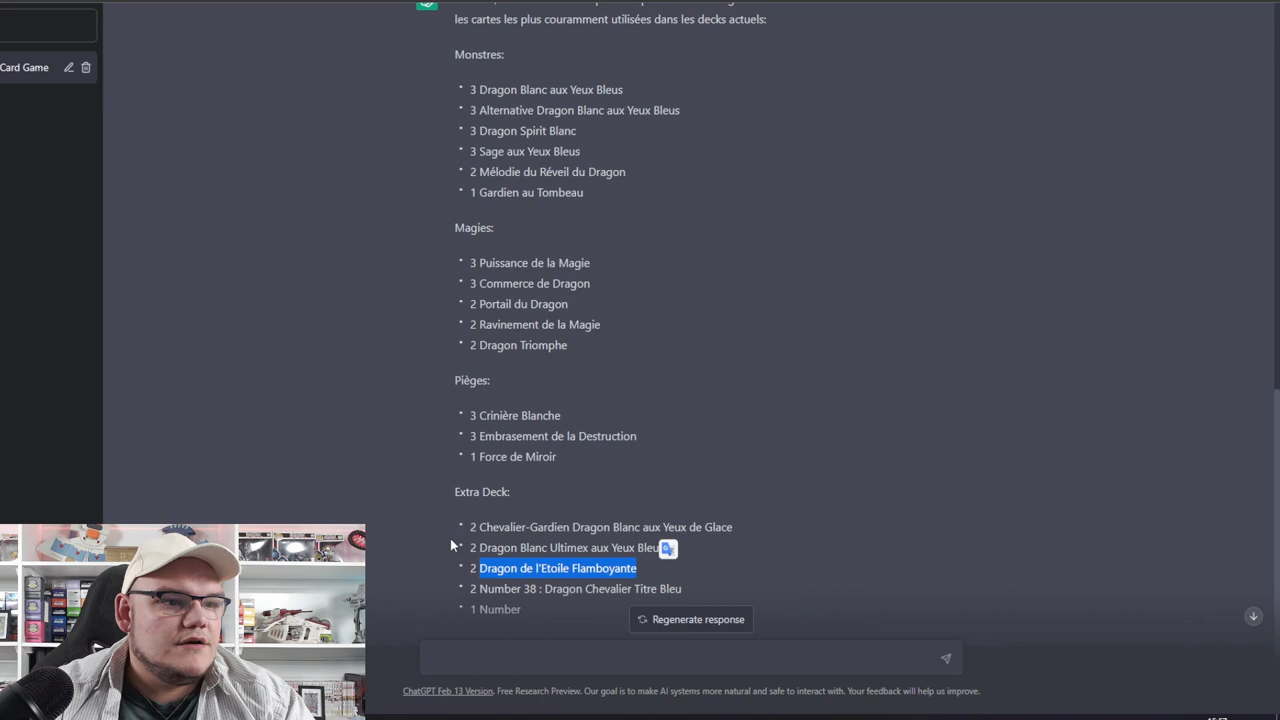 les cartes les plus couramment utilisées dans les decks actuels:
Card Game
Monstres:
3 Dragon Blanc aux Yeux Bleus
3 Alternative Dragon Blanc aux Yeux Bleus
3 Dragon Spirit Blanc
3 Sage aux Yeux Bleus
2 Mélodie du Réveil du Dragon
1 Gardien au Tombeau
Magies:
3 Puissance de la Magie
3 Commerce de Dragon
2 Portail du Dragon
2 Ravinement de la Magie
2 Dragon Triomphe
Pièges:
3 Crinière Blanche
3 Embrasement de la Destruction
1 Force de Miroir
Extra Deck:
2 Chevalier-Gardien Dragon Blanc aux Yeux de Glace
2 Dragon Blanc Ultimex aux Yeux Bleu
2 Dragon de l'Etoile Flamboyante
2 Number 38 : Dragon Chevalier Titre Bleu
1 Number
Regenerate response
ChatGPT Feb 13 Version. Free Research Preview. Our goal is to make AI systems more natural and safe to interact with. Your feedback will help us improve.